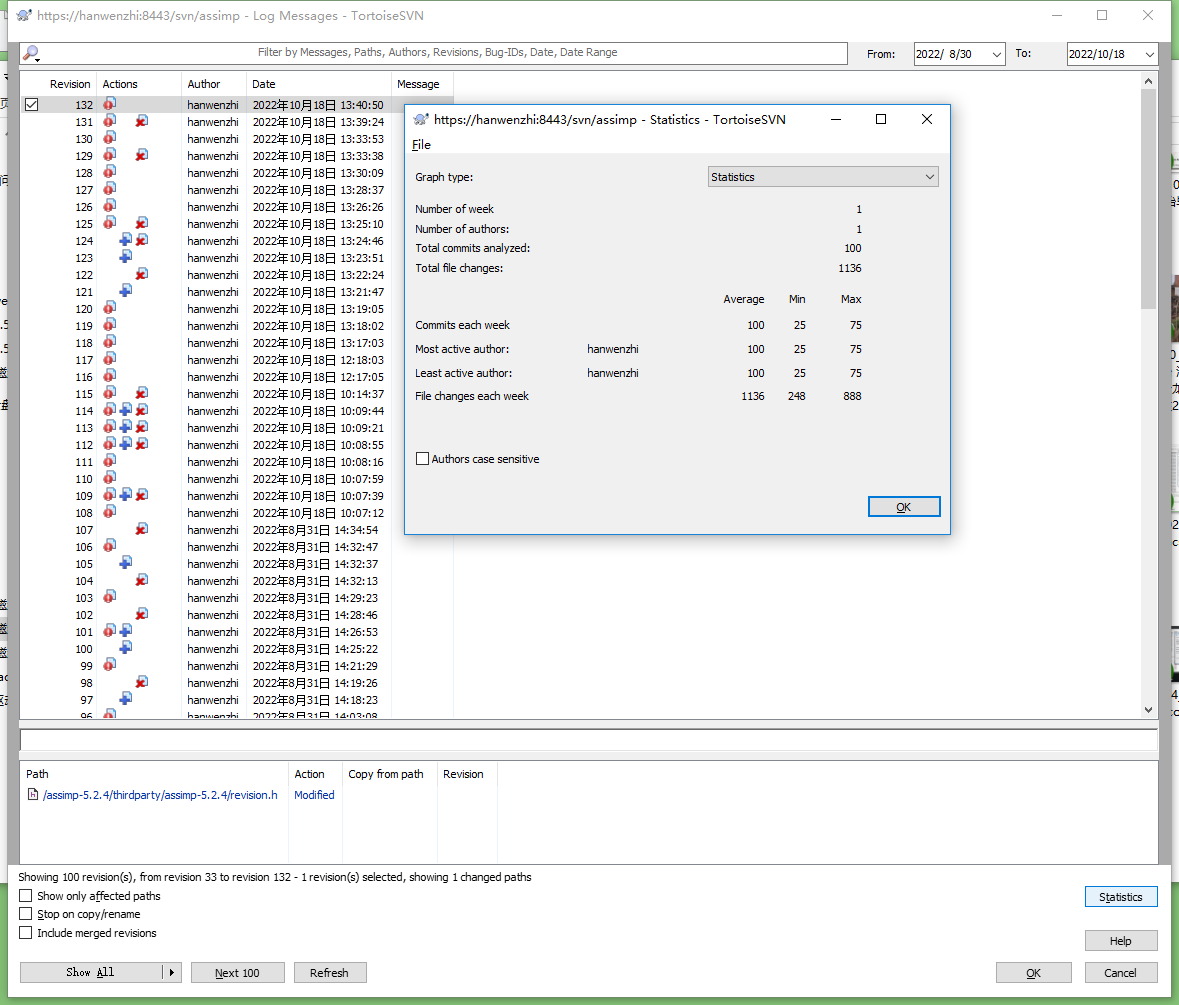 https://hanwenzhi:8443/svn/assimp - Log Messages - TortoiseSVN
Filter by Messages, Paths, Authors, Revisions, Bug-IDs, Date, Date Range
From: 2022/ 8/30 To: 2022/10/18
Revision Actions Author Date Message
132 hanwenzhi 2022年10月18日 13:40:50
131 hanwenzhi 2022年10月18日 13:39:24
130 hanwenzhi 2022年10月18日 13:33:53
129 hanwenzhi 2022年10月18日 13:33:38
128 hanwenzhi 2022年10月18日 13:30:09
127 hanwenzhi 2022年10月18日 13:28:37
126 hanwenzhi 2022年10月18日 13:26:26
125 hanwenzhi 2022年10月18日 13:25:10
124 hanwenzhi 2022年10月18日 13:24:46
123 hanwenzhi 2022年10月18日 13:23:51
122 hanwenzhi 2022年10月18日 13:22:24
121 hanwenzhi 2022年10月18日 13:21:47
120 hanwenzhi 2022年10月18日 13:19:05
119 hanwenzhi 2022年10月18日 13:18:02
118 hanwenzhi 2022年10月18日 13:17:03
117 hanwenzhi 2022年10月18日 12:18:03
116 hanwenzhi 2022年10月18日 12:17:05
115 hanwenzhi 2022年10月18日 10:14:37
114 hanwenzhi 2022年10月18日 10:09:44
113 hanwenzhi 2022年10月18日 10:09:21
112 hanwenzhi 2022年10月18日 10:08:55
111 hanwenzhi 2022年10月18日 10:08:16
110 hanwenzhi 2022年10月18日 10:07:59
109 hanwenzhi 2022年10月18日 10:07:39
108 hanwenzhi 2022年10月18日 10:07:12
107 hanwenzhi 2022年8月31日 14:34:54
106 hanwenzhi 2022年8月31日 14:32:47
105 hanwenzhi 2022年8月31日 14:32:37
104 hanwenzhi 2022年8月31日 14:32:13
103 hanwenzhi 2022年8月31日 14:29:23
102 hanwenzhi 2022年8月31日 14:28:46
101 hanwenzhi 2022年8月31日 14:26:53
100 hanwenzhi 2022年8月31日 14:25:22
99 hanwenzhi 2022年8月31日 14:21:29
98 hanwenzhi 2022年8月31日 14:19:26
97 hanwenzhi 2022年8月31日 14:18:23
96 hanwenzhi 2022年8月31日 14:03:08
https://hanwenzhi:8443/svn/assimp - Statistics - TortoiseSVN
File
Graph type: Statistics
Number of week 1
Number of authors: 1
Total commits analyzed: 100
Total file changes: 1136
Average Min Max
Commits each week 100 25 75
Most active author: hanwenzhi 100 25 75
Least active author: hanwenzhi 100 25 75
File changes each week 1136 248 888
Authors case sensitive
OK
Path Action Copy from path Revision
/assimp-5.2.4/thirdparty/assimp-5.2.4/revision.h Modified
Showing 100 revision(s), from revision 33 to revision 132 - 1 revision(s) selected, showing 1 changed paths
Show only affected paths
Stop on copy/rename
Include merged revisions
Statistics
Help
Show All Next 100 Refresh OK Cancel